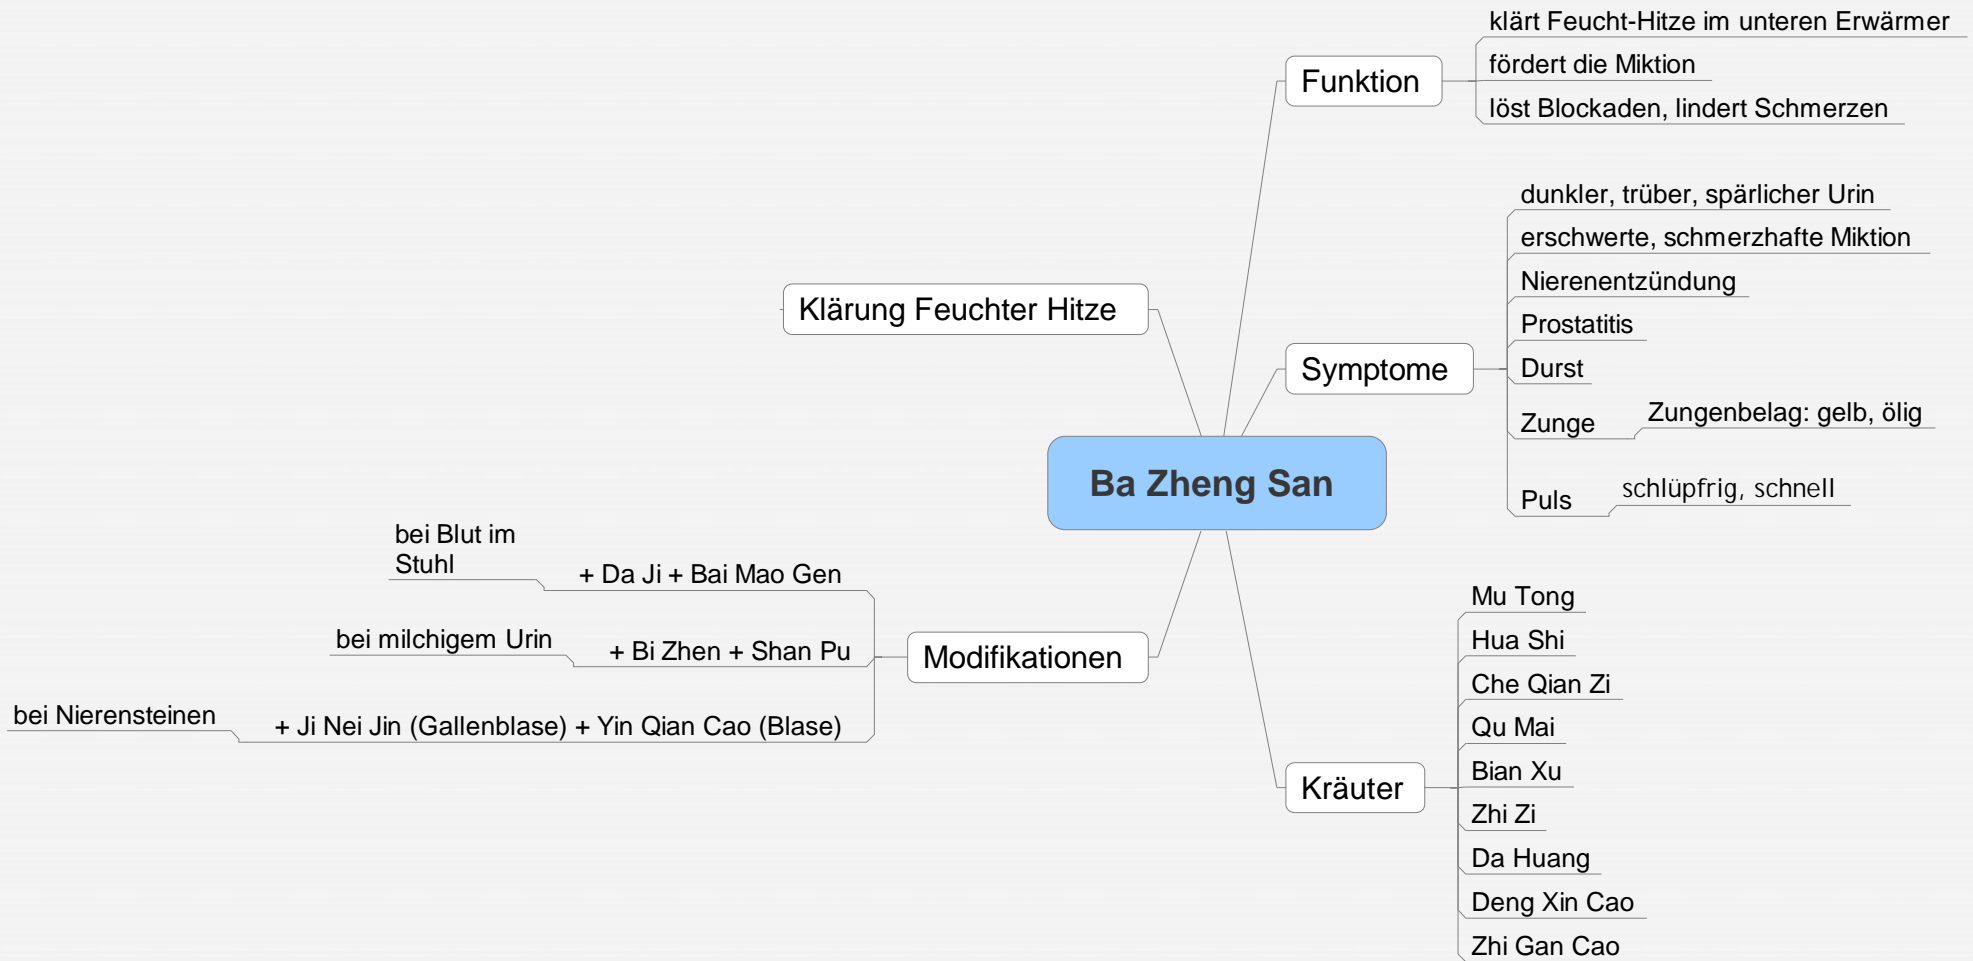 klärt Feucht-Hitze im unteren Erwärmer
Funktion
fördert die Miktion
löst Blockaden, lindert Schmerzen
dunkler, trüber, spärlicher Urin
erschwerte, schmerzhafte Miktion
Nierenentzündung
Klärung Feuchter Hitze
Prostatitis
Symptome
Durst
Zunge
Zungenbelag: gelb, ölig
Ba Zheng San
Puls
schlüpfrig, schnell
bei Blut im
Stuhl
+ Da Ji + Bai Mao Gen
bei milchigem Urin
+ Bi Zhen + Shan Pu
Modifikationen
bei Nierensteinen
+ Ji Nei Jin (Gallenblase) + Yin Qian Cao (Blase)
Kräuter
Mu Tong
Hua Shi
Che Qian Zi
Qu Mai
Bian Xu
Zhi Zi
Da Huang
Deng Xin Cao
Zhi Gan Cao